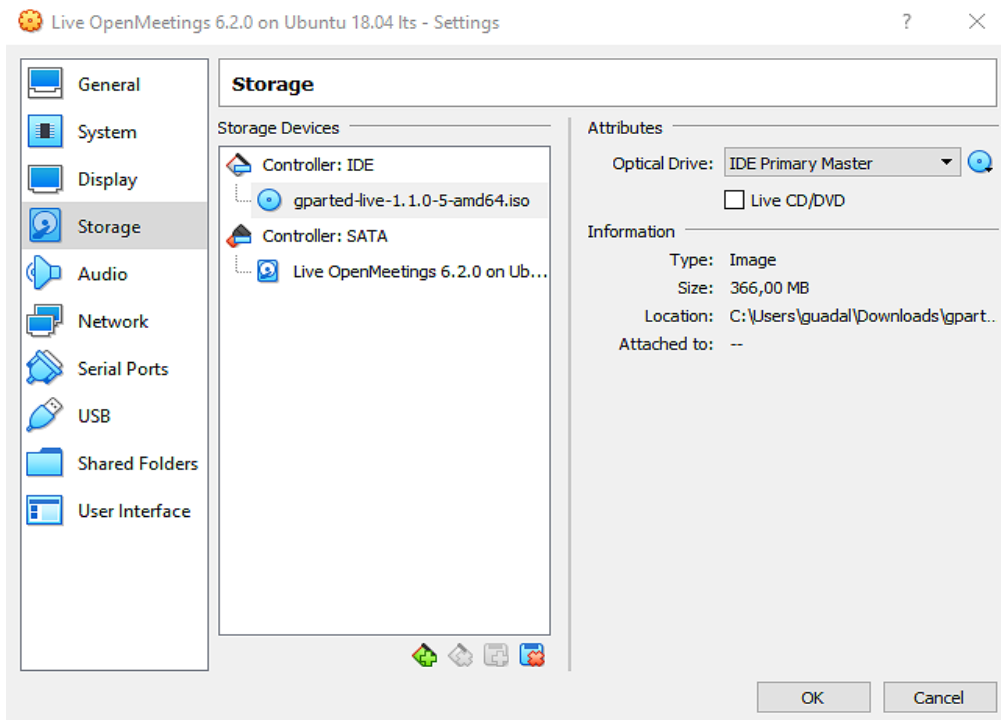 Live OpenMeetings 6.2.0 on Ubuntu 18.04 lts - Settings
?
General
System
Display
Storage
Audio
Network
Serial Ports
USB
Shared Folders
User Interface
Storage
Storage Devices
Controller: IDE
gparted-live-1.1.0-5-amd64.iso
Controller: SATA
Live OpenMeetings 6.2.0 on Ub...
Attributes
Optical Drive: IDE Primary Master
Live CD/DVD
Information
Type: Image
Size: 366,00 MB
Location: C:\Users\guadal\Downloads\gpart...
Attached to: --
OK Cancel